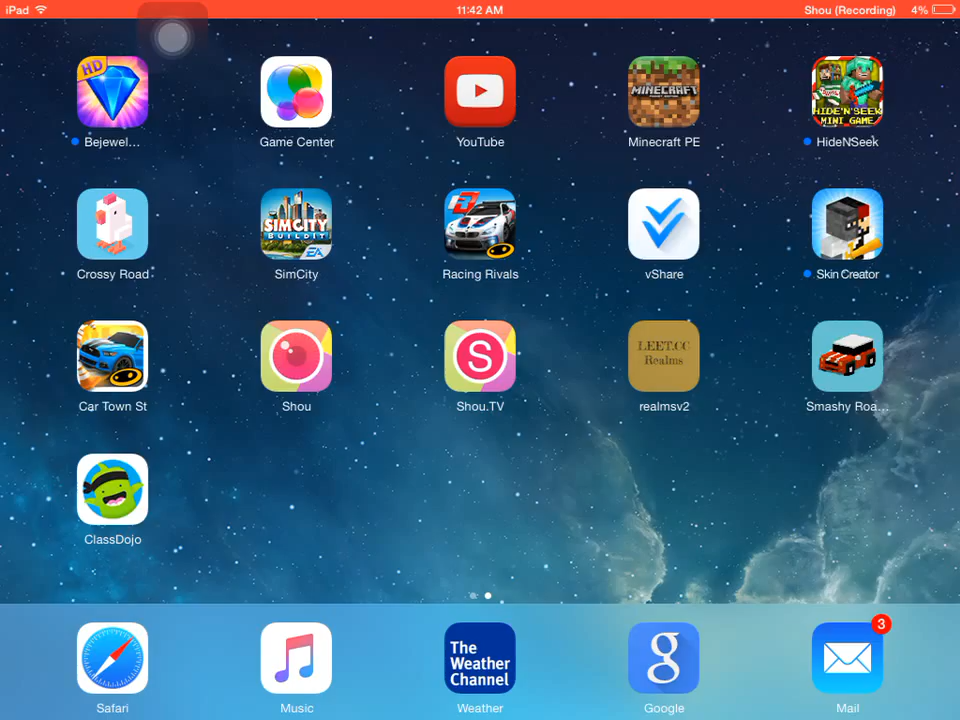 iPad 11:42 AM Shou (Recording) 4%
HD
MINECRAFT
HIDE'N'SEEK
MINI GAME
Bejewel... Game Center YouTube Minecraft PE HideNSeek
SIMCITY
BUILDIT
EA
Crossy Road SimCity Racing Rivals vShare Skin Creator
S
LEET.CC
Realms
Car Town St Shou Shou.TV realmsv2 Smashy Roa...
ClassDojo
The
Weather
Channel
g
3
Safari Music Weather Google Mail